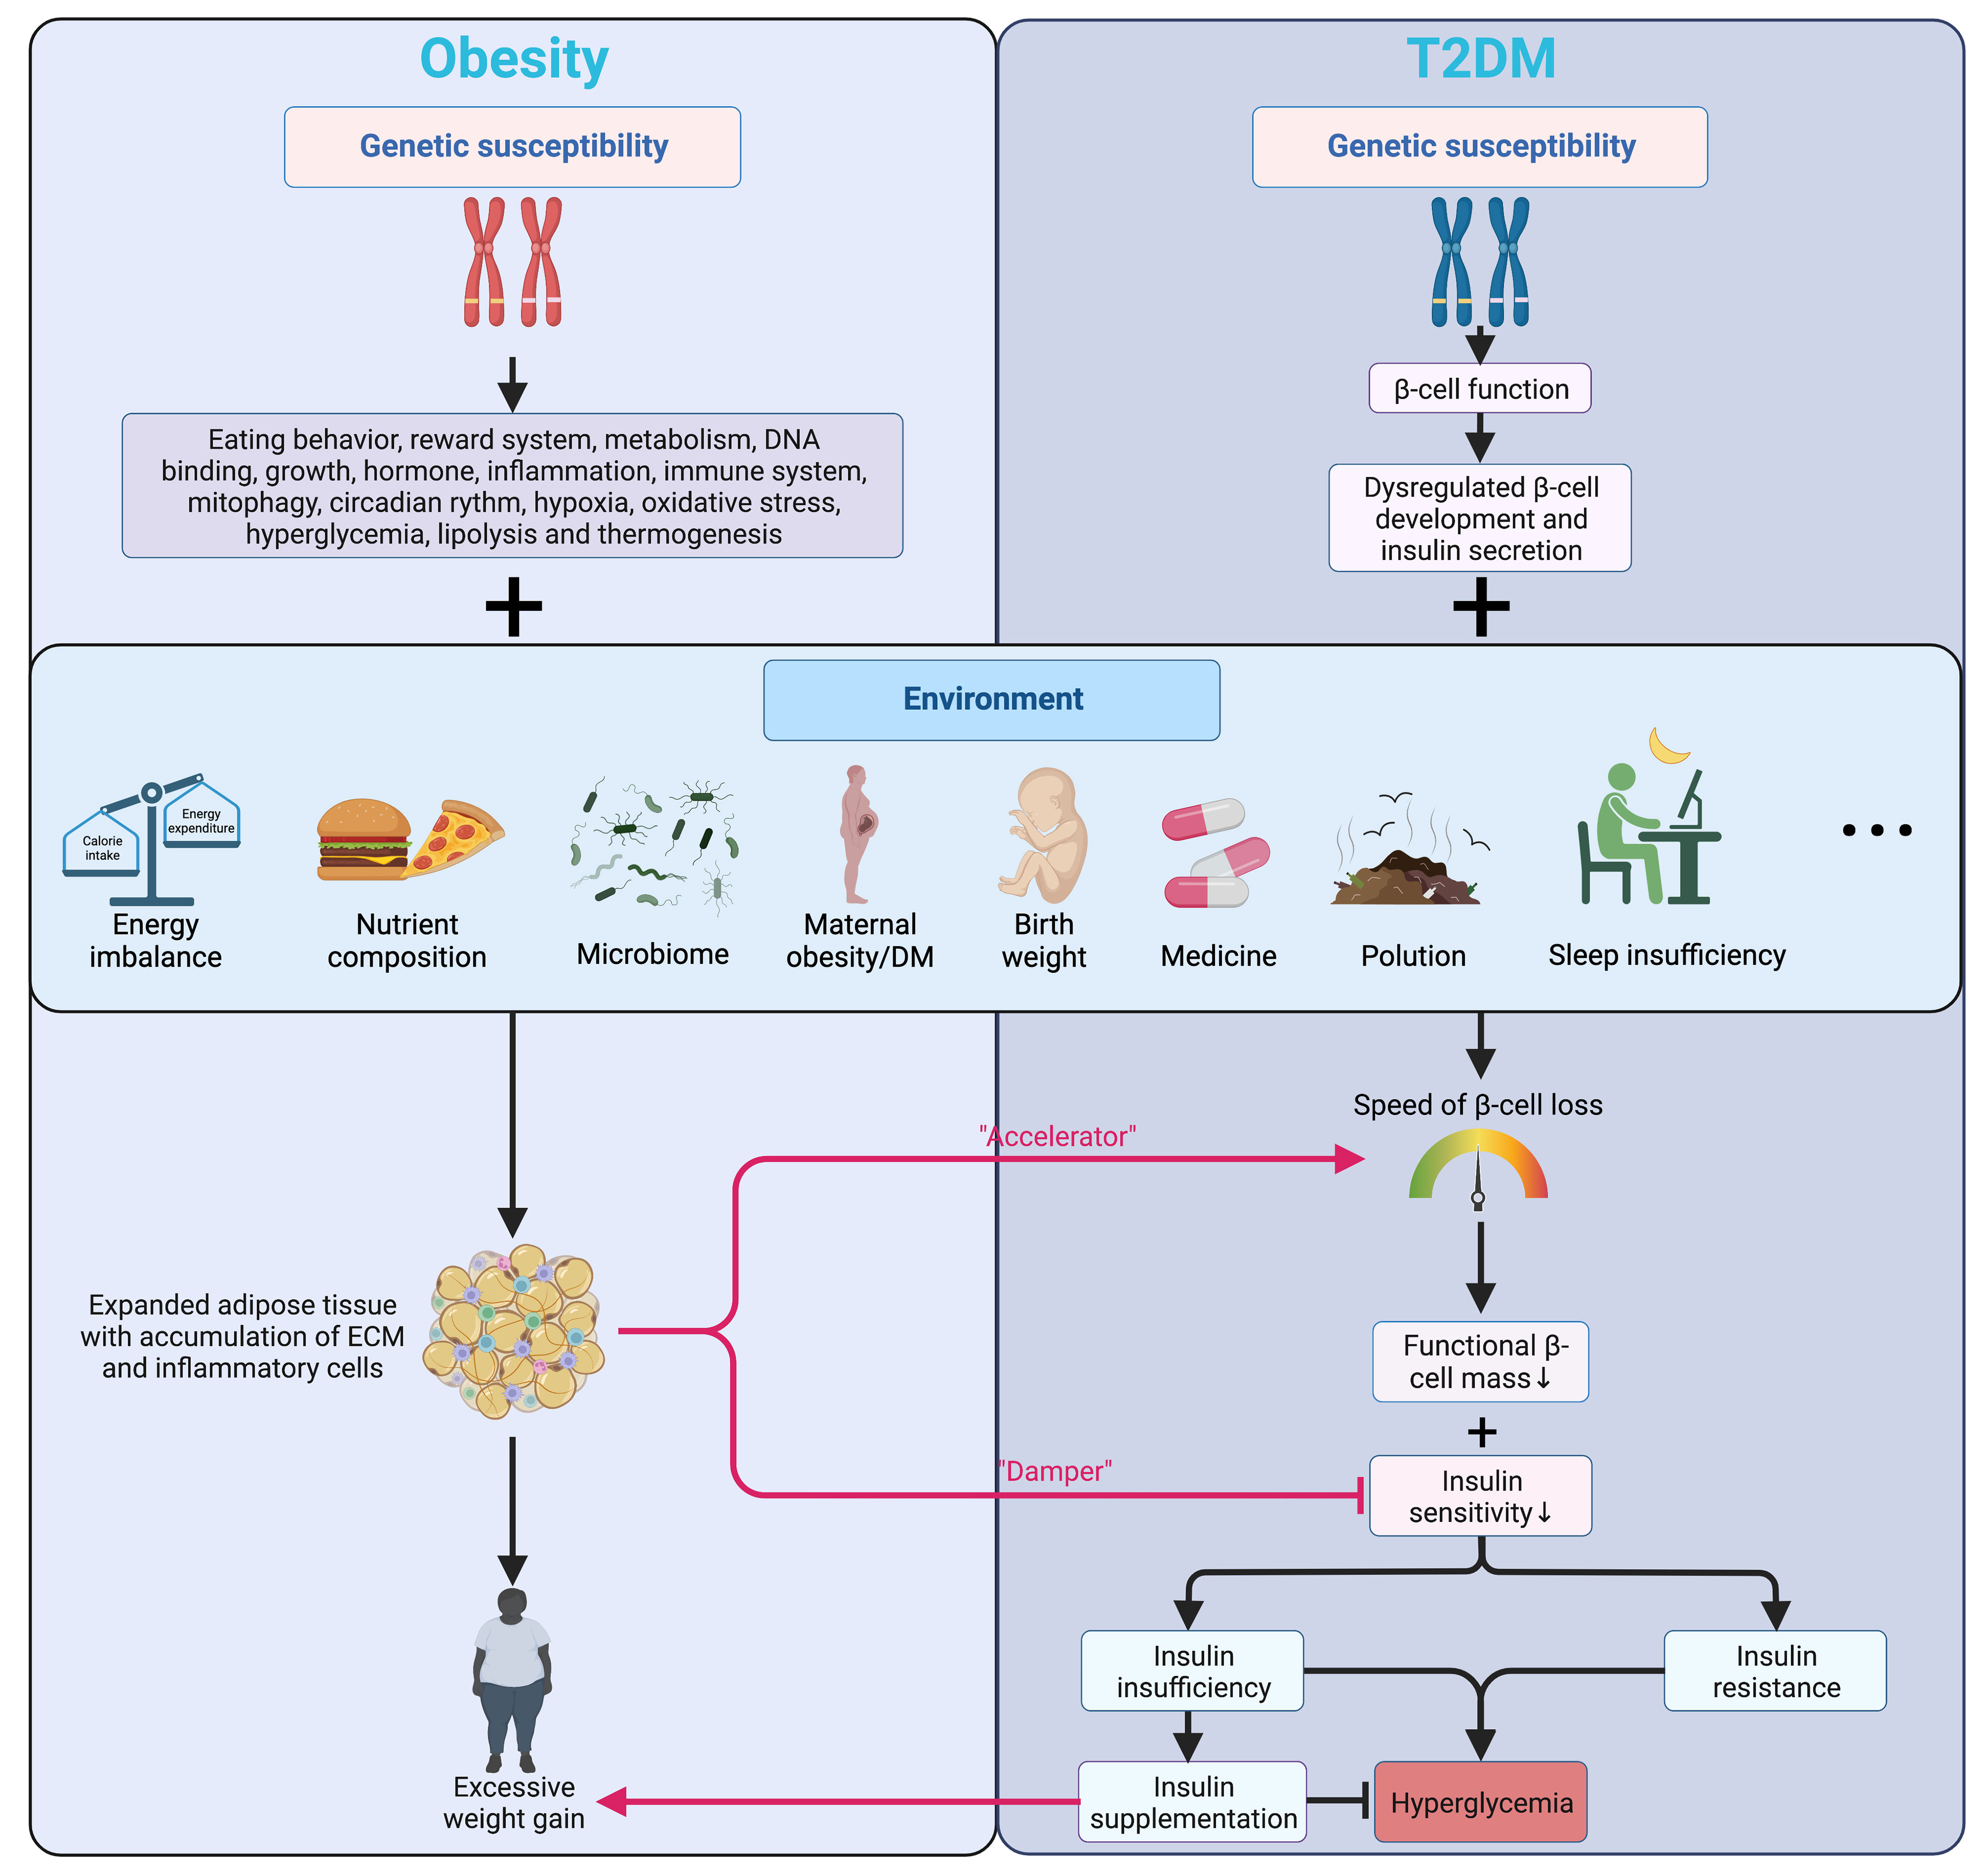 Obesity
Genetic susceptibility
Eating behavior, reward system, metabolism, DNA
binding, growth, hormone, inflammation, immune system,
mitophagy, circadian rythm, hypoxia, oxidative stress,
hyperglycemia, lipolysis and thermogenesis
+
T2DM
Genetic susceptibility
β-cell function
Dysregulated β-cell
development and
insulin secretion
+
Environment
Calorie
intake
Energy
expenditure
Energy
imbalance
Nutrient
composition
Microbiome
Maternal
obesity/DM
Birth
weight
Medicine
Polution
Sleep insufficiency
...
Expanded adipose tissue
with accumulation of ECM
and inflammatory cells
Excessive
weight gain
"Accelerator"
"Damper"
Speed of β-cell loss
Functional β-
cell mass↓
+
Insulin
sensitivity↓
Insulin
insufficiency
Insulin
resistance
Insulin
supplementation
Hyperglycemia